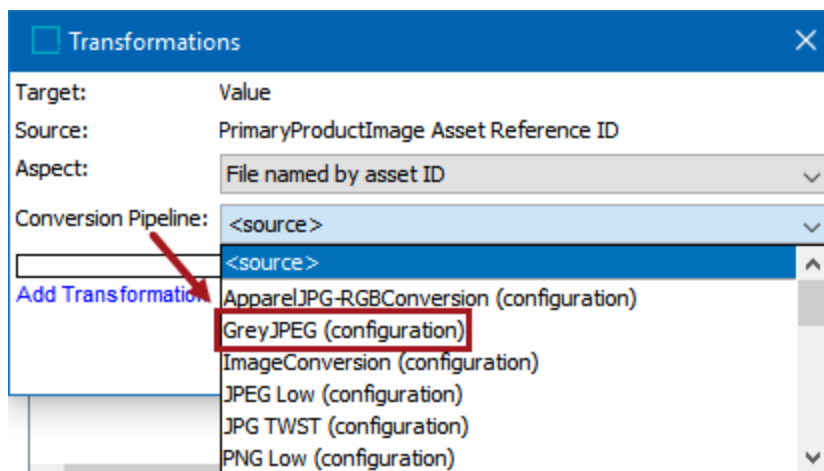 Transformations
Target: Value
Source: PrimaryProductImage Asset Reference ID
Aspect: File named by asset ID
Conversion Pipeline: <source>
<source>
Add Transformation
ApparelJPG-RGBConversion (configuration)
GreyJPEG (configuration)
ImageConversion (configuration)
JPEG Low (configuration)
JPG TWST (configuration)
PNG Low (configuration)